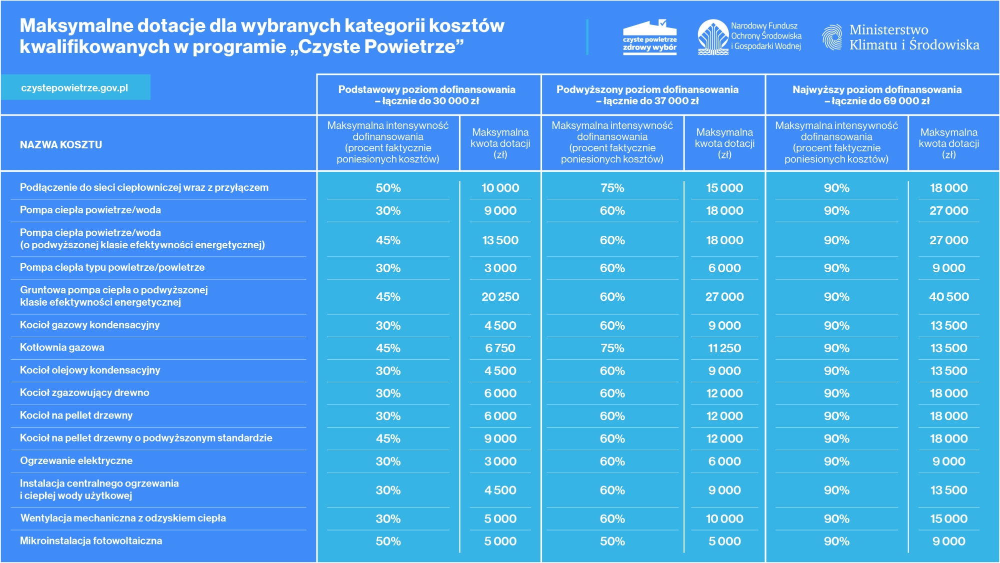 Maksymalne dotacje dla wybranych kategorii kosztów
kwalifikowanych w programie „Czyste Powietrze”
czyste powietrze
zdrowy wybór
Narodowy Fundusz
Ochrony Środowiska
i Gospodarki Wodnej
Ministerstwo
Klimatu i Środowiska
czystepowietrze.gov.pl
Podstawowy poziom dofinansowania
– łącznie do 30 000 zł
Podwyższony poziom dofinansowania
– łącznie do 37 000 zł
Najwyższy poziom dofinansowania
– łącznie do 69 000 zł
NAZWA KOSZTU
Maksymalna intensywność
dofinansowania
(procent faktycznie
poniesionych kosztów)
Maksymalna
kwota dotacji
(zł)
Maksymalna intensywność
dofinansowania
(procent faktycznie
poniesionych kosztów)
Maksymalna
kwota dotacji
(zł)
Maksymalna intensywność
dofinansowania
(procent faktycznie
poniesionych kosztów)
Maksymalna
kwota dotacji
(zł)
Podłączenie do sieci ciepłowniczej wraz z przyłączem 50% 10 000 75% 15 000 90% 18 000
Pompa ciepła powietrze/woda 30% 9 000 60% 18 000 90% 27 000
Pompa ciepła powietrze/woda
(o podwyższonej klasie efektywności energetycznej) 45% 13 500 60% 18 000 90% 27 000
Pompa ciepła typu powietrze/powietrze 30% 3 000 60% 6 000 90% 9 000
Gruntowa pompa ciepła o podwyższonej
klasie efektywności energetycznej 45% 20 250 60% 27 000 90% 40 500
Kocioł gazowy kondensacyjny 30% 4 500 60% 9 000 90% 13 500
Kotłownia gazowa 45% 6 750 75% 11 250 90% 13 500
Kocioł olejowy kondensacyjny 30% 4 500 60% 9 000 90% 13 500
Kocioł zgazowujący drewno 30% 6 000 60% 12 000 90% 18 000
Kocioł na pellet drzewny 30% 6 000 60% 12 000 90% 18 000
Kocioł na pellet drzewny o podwyższonym standardzie 45% 9 000 60% 12 000 90% 18 000
Ogrzewanie elektryczne 30% 3 000 60% 6 000 90% 9 000
Instalacja centralnego ogrzewania
i ciepłej wody użytkowej 30% 4 500 60% 9 000 90% 13 500
Wentylacja mechaniczna z odzyskiem ciepła 30% 5 000 60% 10 000 90% 15 000
Mikroinstalacja fotowoltaiczna 50% 5 000 50% 5 000 90% 9 000